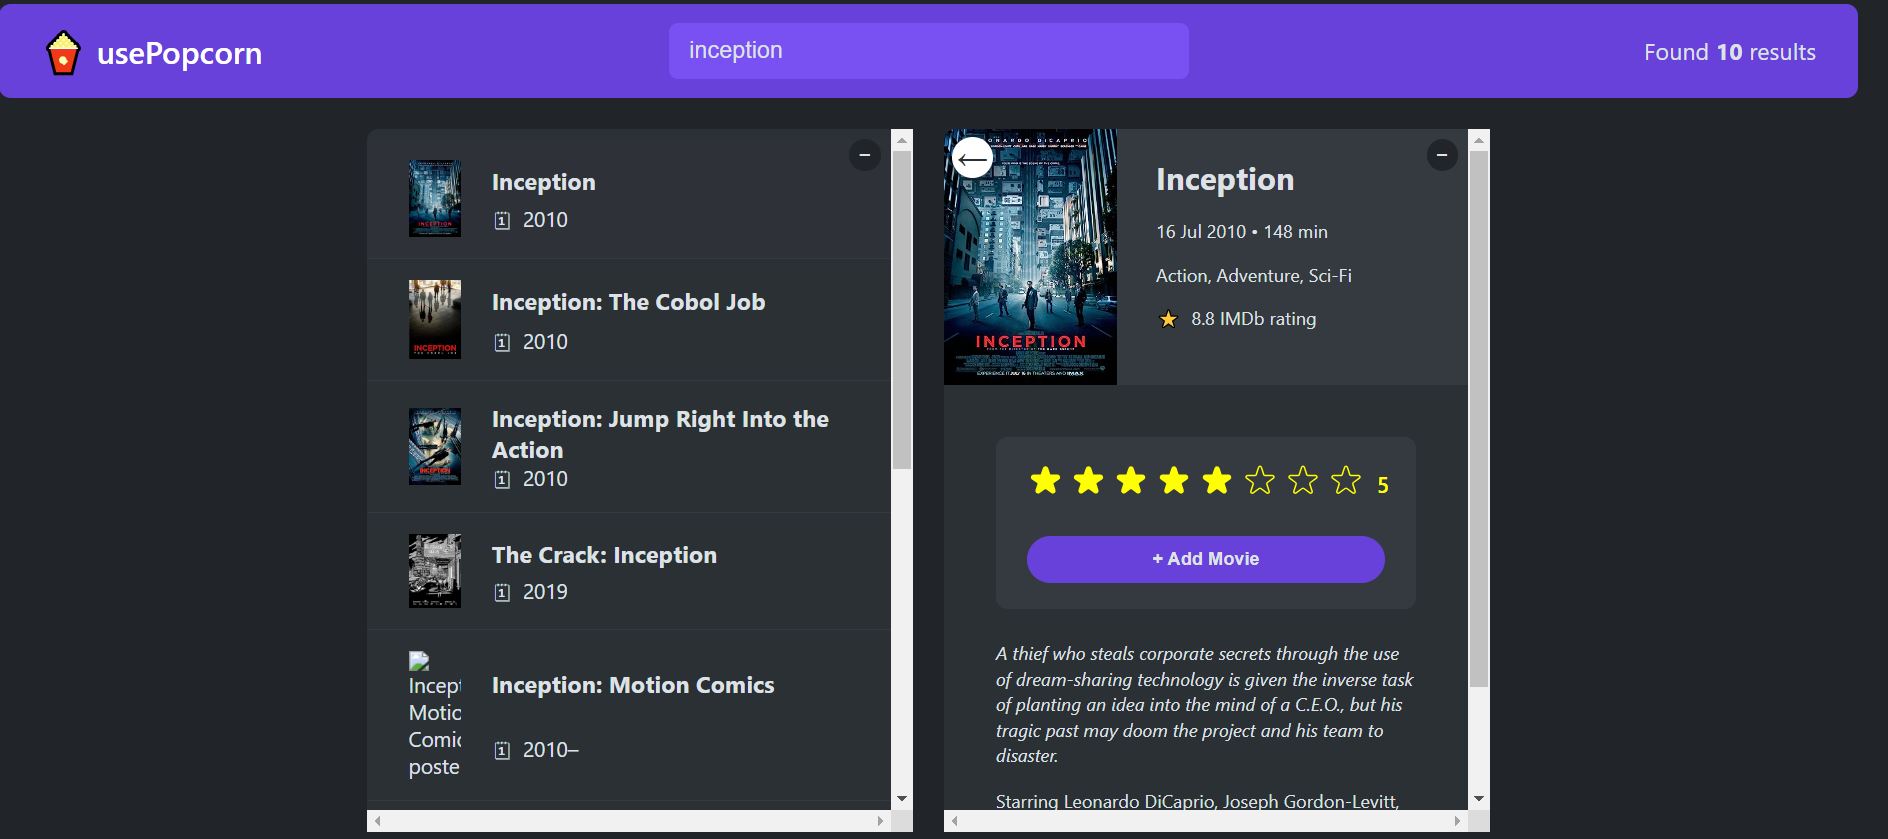 usePopcorn
inception
Found 10 results
Inception
2010
Inception: The Cobol Job
2010
Inception: Jump Right Into the
Action
2010
The Crack: Inception
2019
Incept
Motio
Comic
poste
Inception: Motion Comics
2010–
INCEPTION
Inception
16 Jul 2010 • 148 min
Action, Adventure, Sci-Fi
8.8 IMDb rating
5
+ Add Movie
A thief who steals corporate secrets through the use
of dream-sharing technology is given the inverse task
of planting an idea into the mind of a C.E.O., but his
tragic past may doom the project and his team to
disaster.
Starring Leonardo DiCaprio, Joseph Gordon-Levitt,